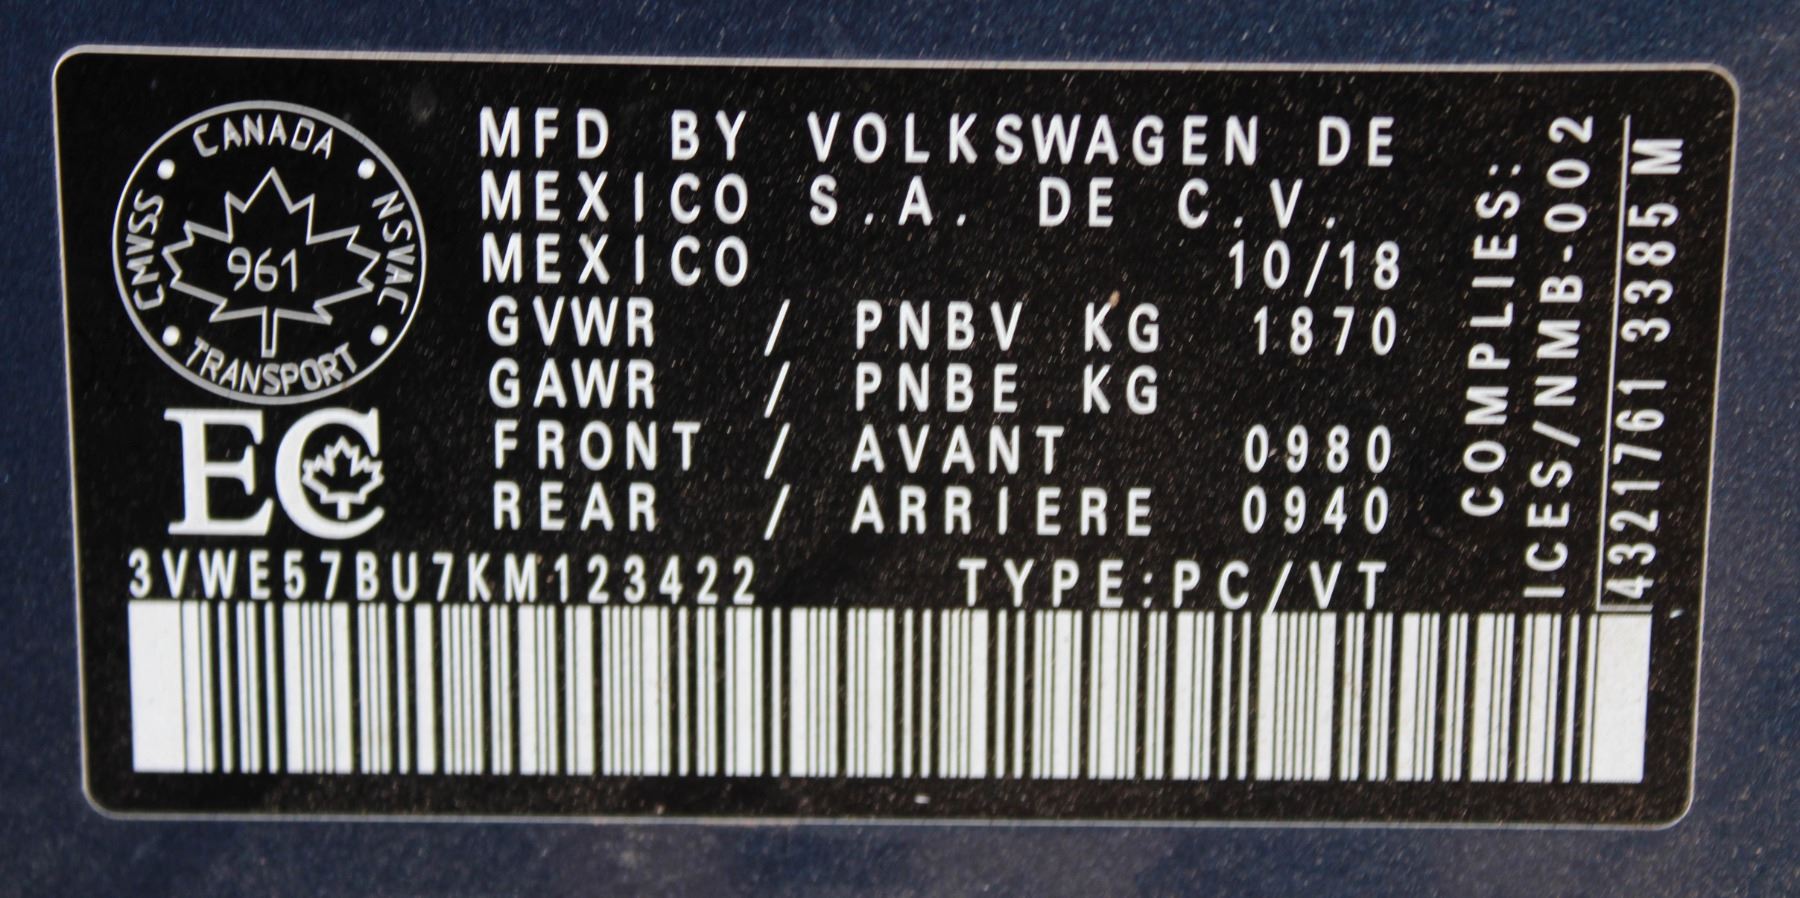 CANADA
CMVSS
NSVAC
961
TRANSPORT
EC
MFD BY VOLKSWAGEN DE
MEXICO S.A. DE C.V.
MEXICO 10/18
GVWR / PNBV KG 1870
GAWR / PNBE KG
FRONT / AVANT 0980
REAR / ARRIERE 0940
3VWE57BU7KM123422 TYPE:PC/VT
COMPLIES:
ICES/NMB-002
4321761 3385 M